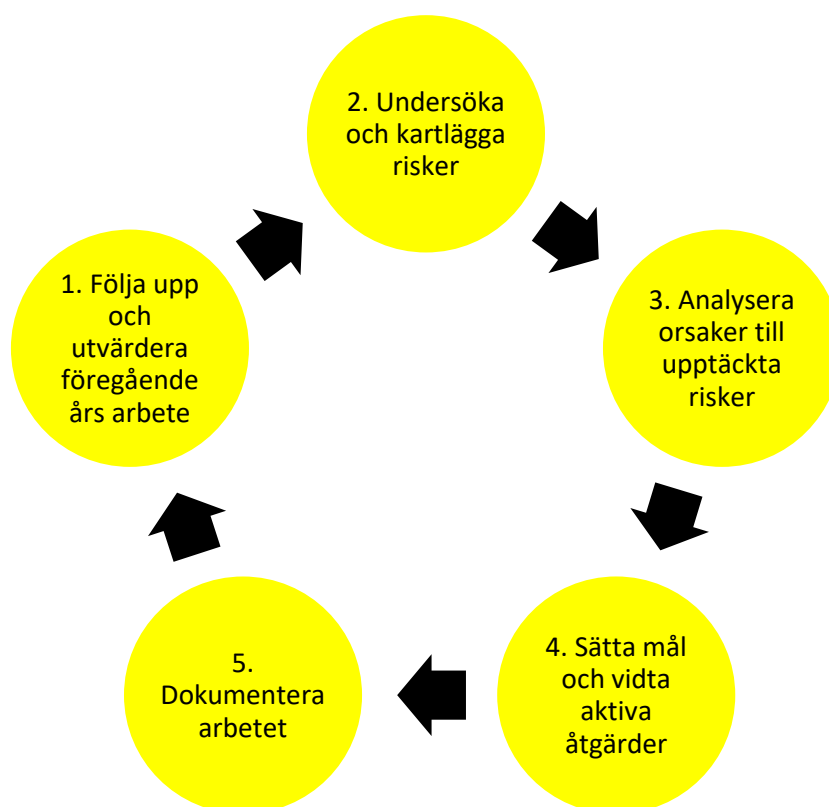 1. Följa upp
och
utvärdera
föregående
års arbete
2. Undersöka
och kartlägga
risker
3. Analysera
orsaker till
upptäckta
risker
4. Sätta mål
och vidta
aktiva
åtgärder
5.
Dokumentera
arbetet